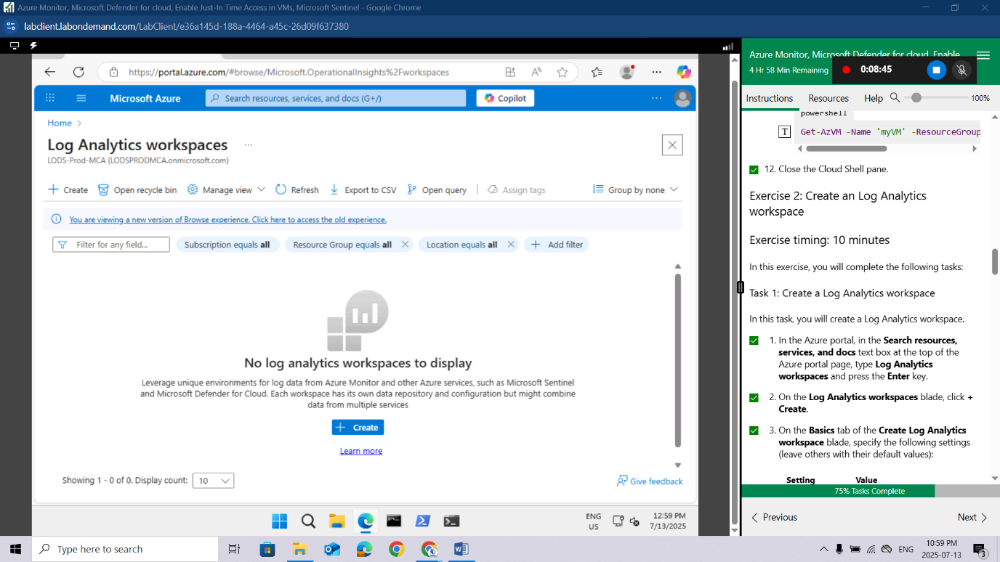 Azure Monitor, Microsoft Defender for cloud, Enable Just-In Time Access in VMs, Microsoft Sentinel - Google Chrome
labclient.labondemand.com/LabClient/e36a145d-188a-4464-a45c-26d09f637380
https://portal.azure.com/#browse/Microsoft.OperationalInsights%2Fworkspaces
Microsoft Azure
Search resources, services, and docs (G+/)
Copilot
Home >
Log Analytics workspaces ...
LODS-Prod-MCA (LODSPRODMCA.onmicrosoft.com)
+ Create Open recycle bin Manage view Refresh Export to CSV Open query Assign tags Group by none
You are viewing a new version of Browse experience. Click here to access the old experience.
Filter for any field... Subscription equals all Resource Group equals all Location equals all + Add filter
No log analytics workspaces to display
Leverage unique environments for log data from Azure Monitor and other Azure services, such as Microsoft Sentinel
and Microsoft Defender for Cloud. Each workspace has its own data repository and configuration but might combine
data from multiple services
+ Create
Learn more
Showing 1 - 0 of 0. Display count: 10
Give feedback
ENG
US
12:59 PM
7/13/2025
Azure Monitor, Microsoft Defender for cloud, Enable
4 Hr 58 Min Remaining
0:08:45
Instructions Resources Help 100%
powershell
T Get-AzVM -Name 'myVM' -ResourceGroup
12. Close the Cloud Shell pane.
Exercise 2: Create an Log Analytics
workspace
Exercise timing: 10 minutes
In this exercise, you will complete the following tasks:
Task 1: Create a Log Analytics workspace
In this task, you will create a Log Analytics workspace.
1. In the Azure portal, in the Search resources,
services, and docs text box at the top of the
Azure portal page, type Log Analytics
workspaces and press the Enter key.
2. On the Log Analytics workspaces blade, click +
Create.
3. On the Basics tab of the Create Log Analytics
workspace blade, specify the following settings
(leave others with their default values):
Setting Value
75% Tasks Complete
< Previous Next >
Type here to search
ENG
10:59 PM
2025-07-13
3